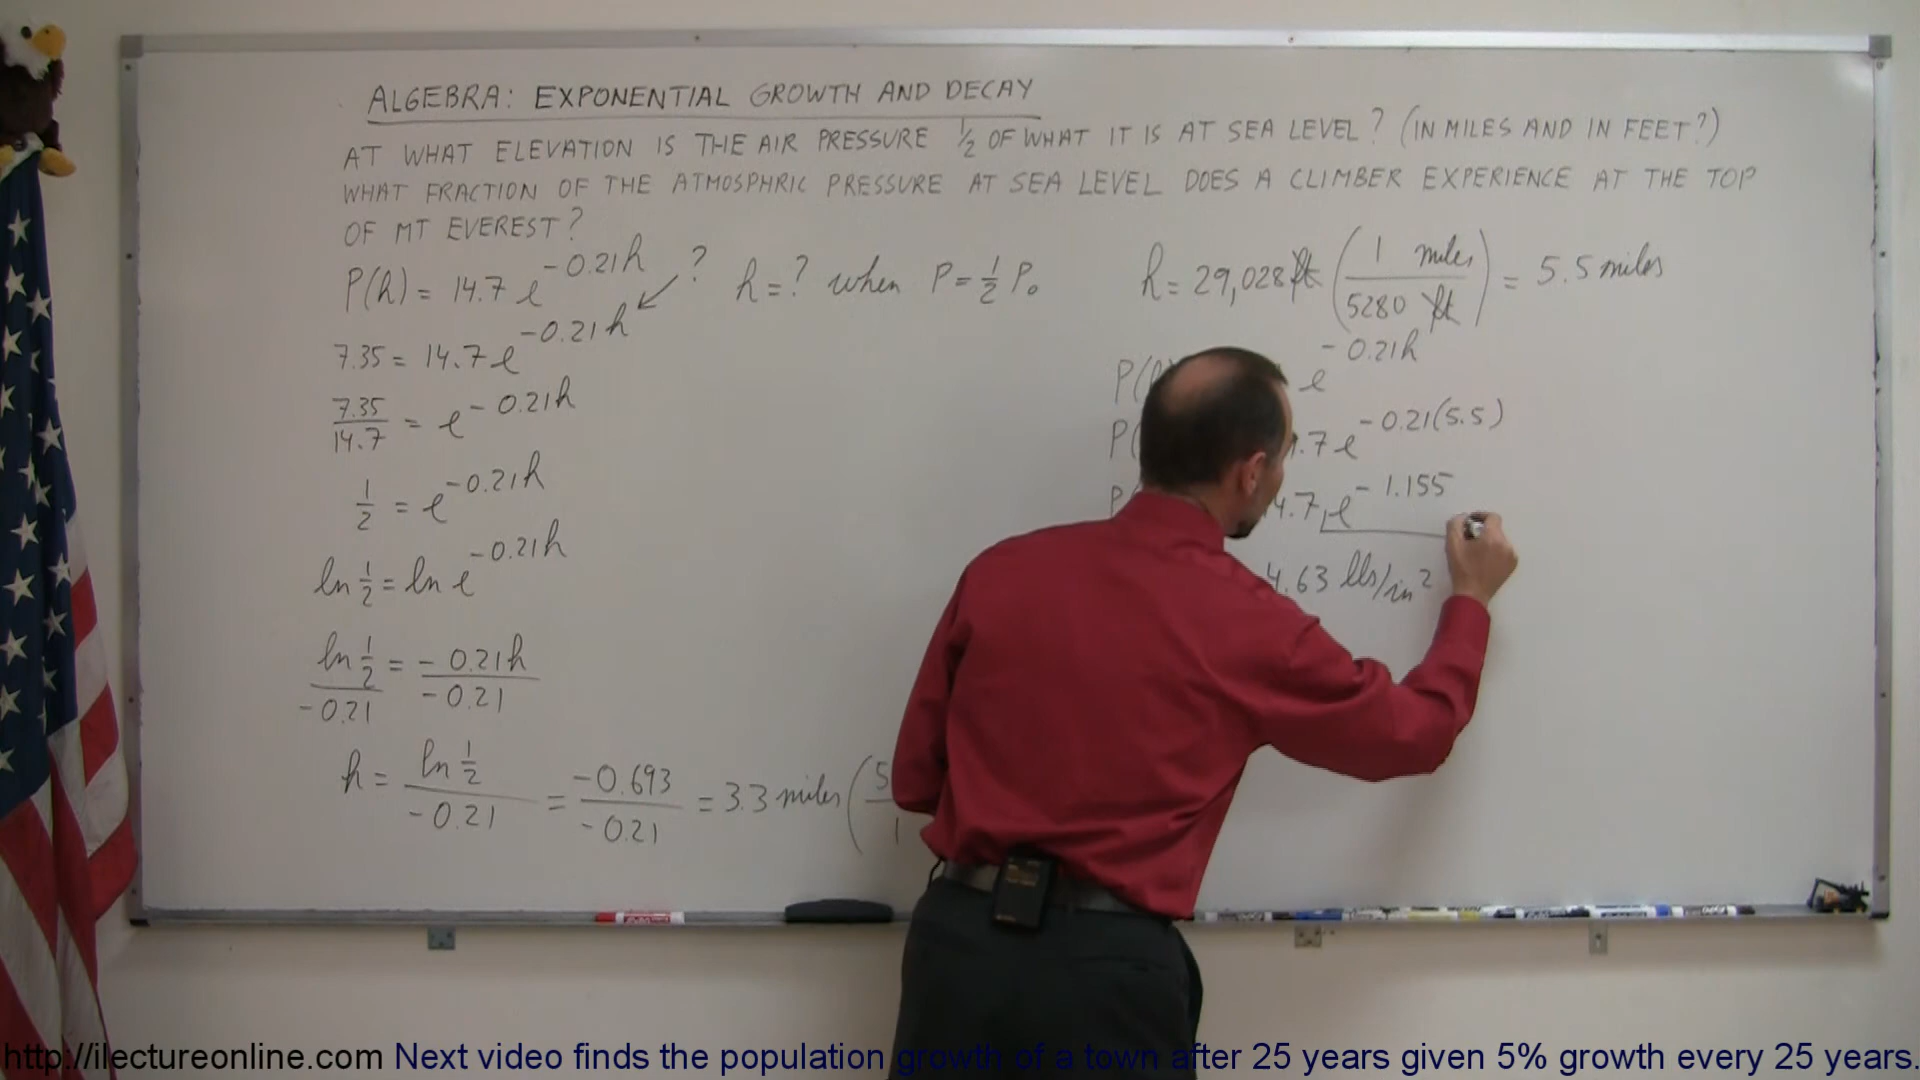 ALGEBRA: EXPONENTIAL GROWTH AND DECAY
AT WHAT ELEVATION IS THE AIR PRESSURE 1/2 OF WHAT IT IS AT SEA LEVEL? (IN MILES AND IN FEET?)
WHAT FRACTION OF THE ATMOSPHRIC PRESSURE AT SEA LEVEL DOES A CLIMBER EXPERIENCE AT THE TOP
OF MT EVEREST?
P(h) = 14.7 e^-0.21h ?
7.35 = 14.7 e^-0.21h
7.35/14.7 = e^-0.21h
1/2 = e^-0.21h
ln 1/2 = ln e^-0.21h
ln 1/2 / -0.21 = -0.21h / -0.21
h = ln 1/2 / -0.21 = -0.693 / -0.21 = 3.3 miles (5 / 1
h = ? when P = 1/2 P₀
h = 29,028 ft (1 miles / 5280 ft) = 5.5 miles
P( e^-0.21h
P( .7 e^-0.21(5.5)
P( 4.7 e^-1.155
4.63 lbs/in²
http://ilectureonline.com Next video finds the population growth of a town after 25 years given 5% growth every 25 years.